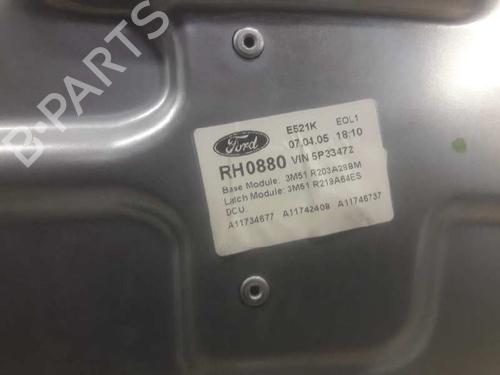 B-PARTS
Ford
E521K EOL1
07.04.05 18:10
RH0880 VIN 5P33472
Base Module: 3M51 R203A28BM
Latch Module: 3M51 R219A64ES
DCU:
A11734677 A11742409 A11746737